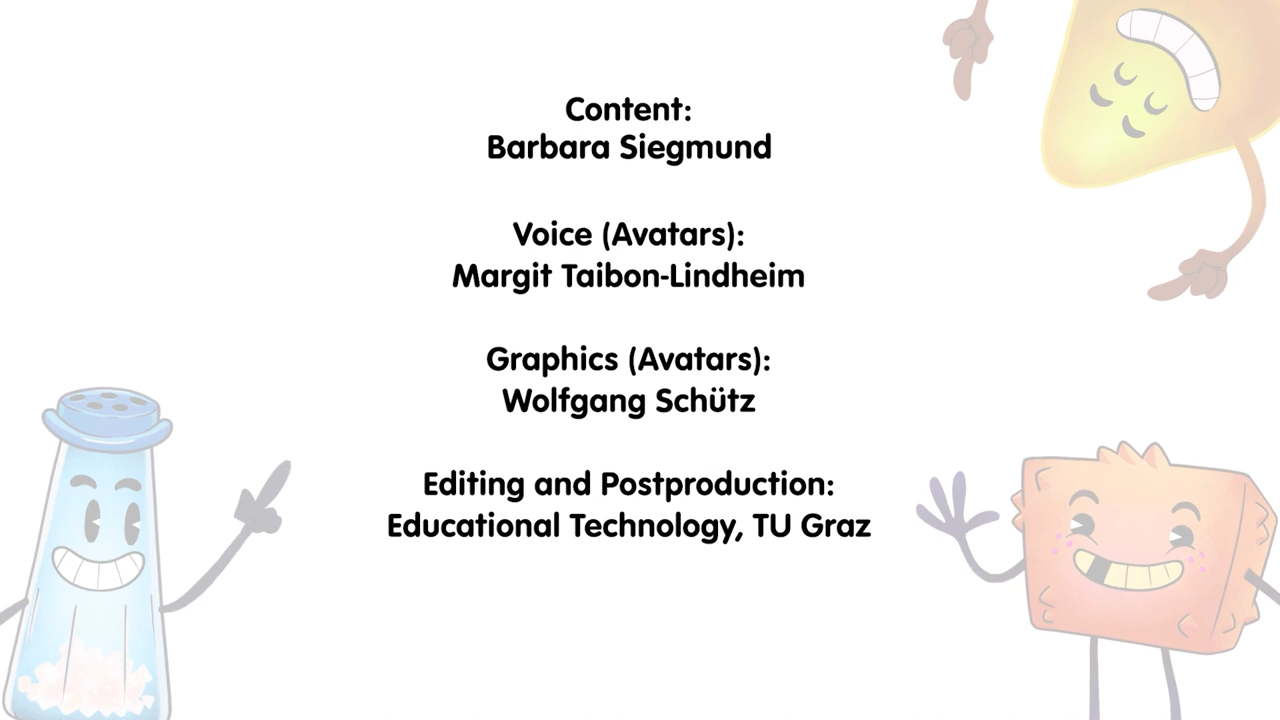 Content:
Barbara Siegmund
Voice (Avatars):
Margit Taibon-Lindheim
Graphics (Avatars):
Wolfgang Schütz
Editing and Postproduction:
Educational Technology, TU Graz